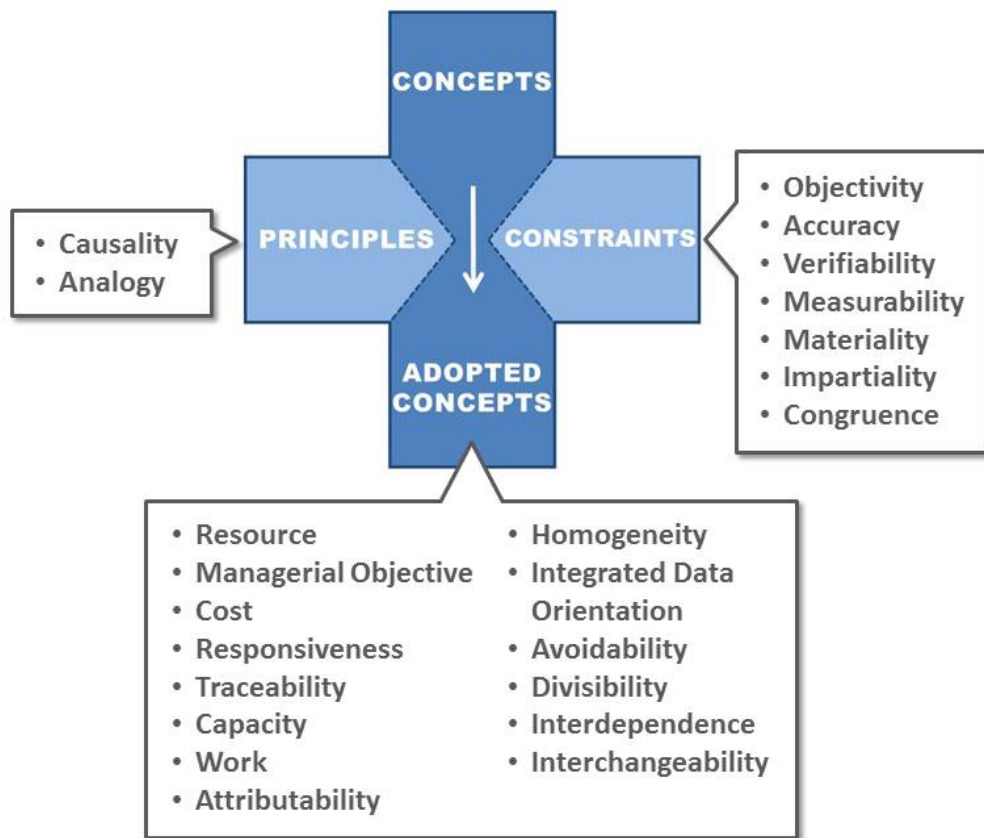 CONCEPTS
PRINCIPLES
CONSTRAINTS
ADOPTED
CONCEPTS
• Causality
• Analogy
• Objectivity
• Accuracy
• Verifiability
• Measurability
• Materiality
• Impartiality
• Congruence
• Resource
• Managerial Objective
• Cost
• Responsiveness
• Traceability
• Capacity
• Work
• Attributability
• Homogeneity
• Integrated Data
Orientation
• Avoidability
• Divisibility
• Interdependence
• Interchangeability